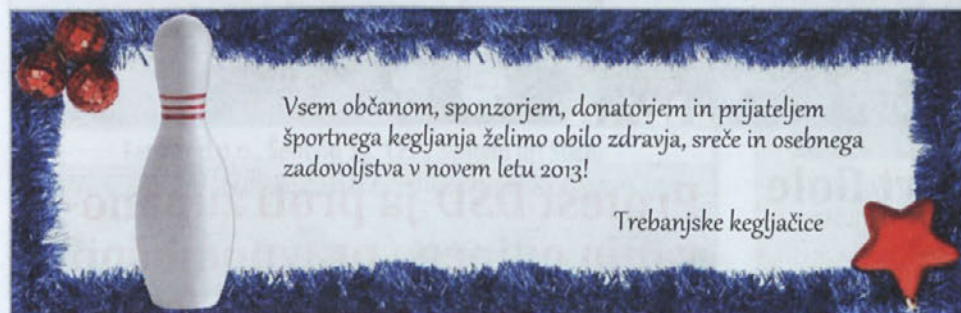 Vsem občanom, sponzorjem, donatorjem in prijateljem
športnega kegljanja želimo obilo zdravja, sreče in osebnega
zadovoljstva v novem letu 2013!
Trebanjske kegljačice